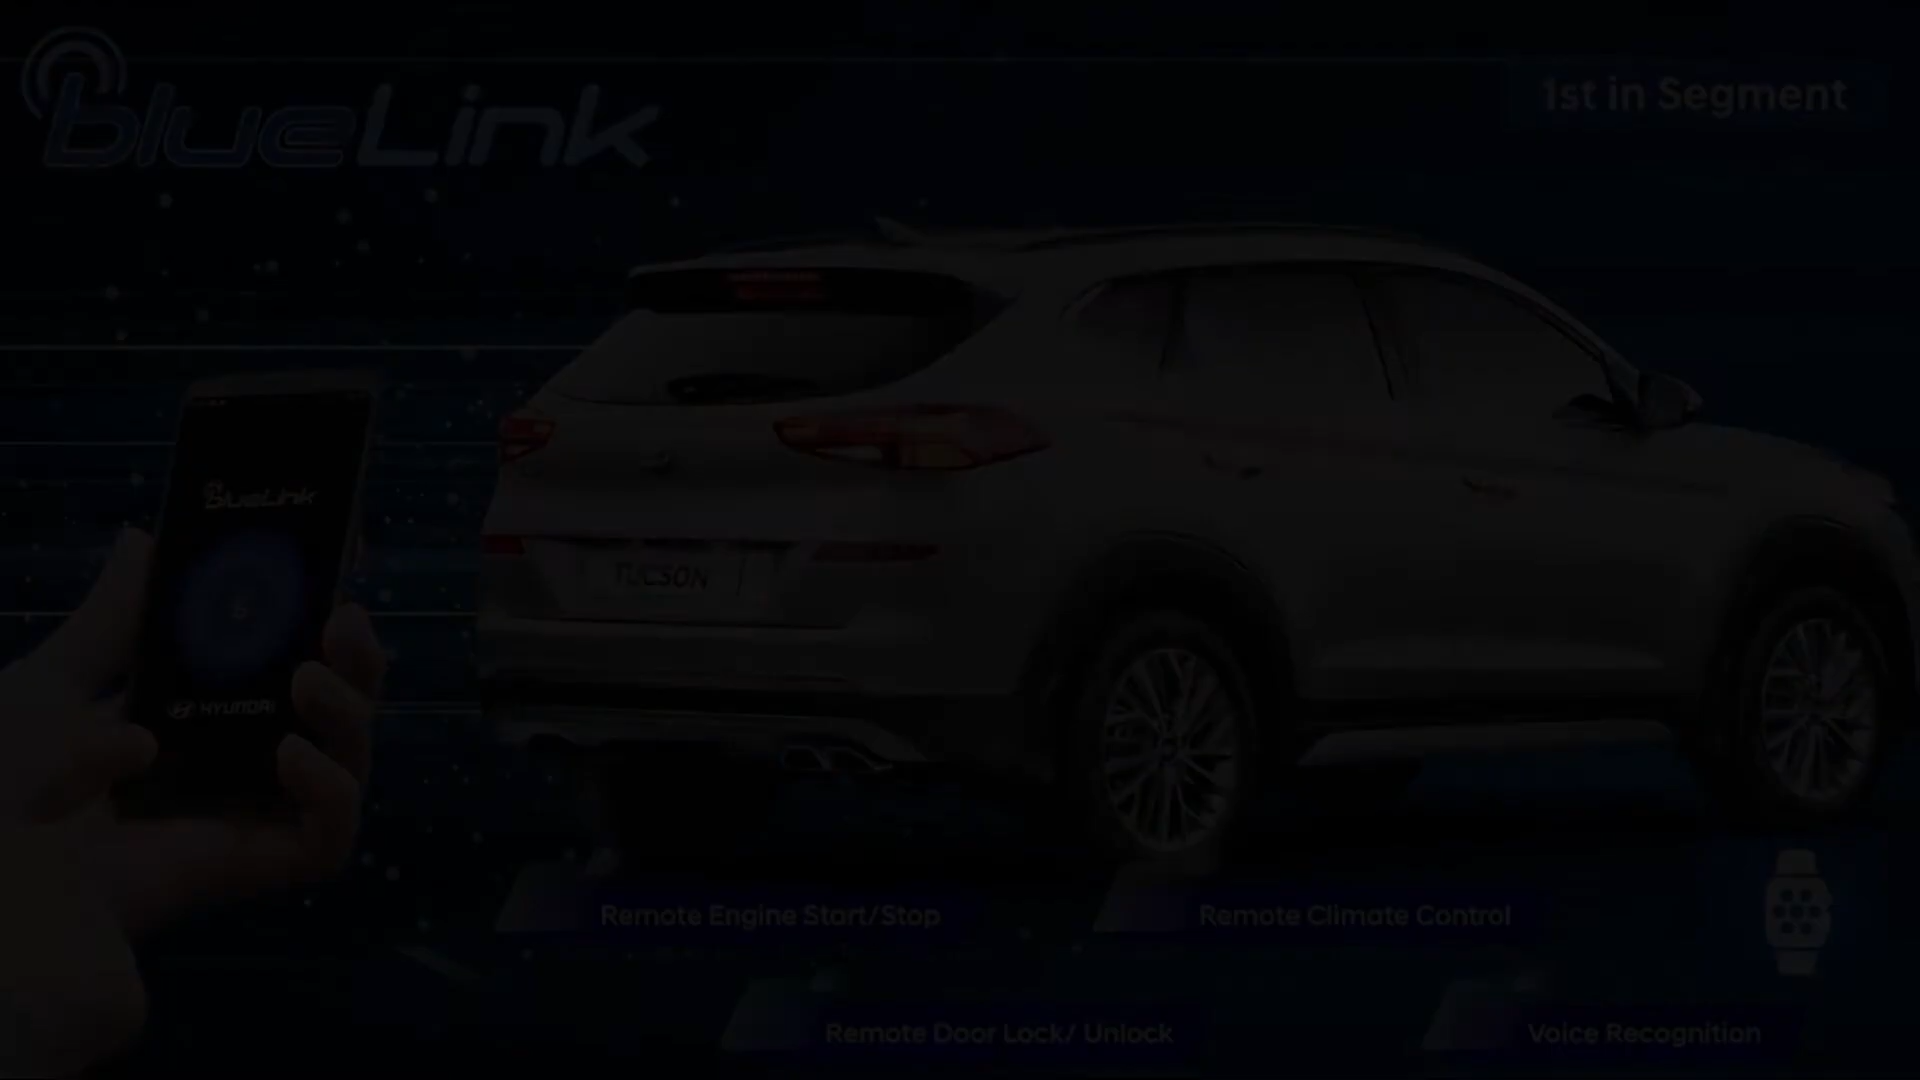 blueLink
1st in Segment
BlueLink
TUCSON
HYUNDAI
Remote Engine Start/Stop
Remote Climate Control
Remote Door Lock/ Unlock
Voice Recognition